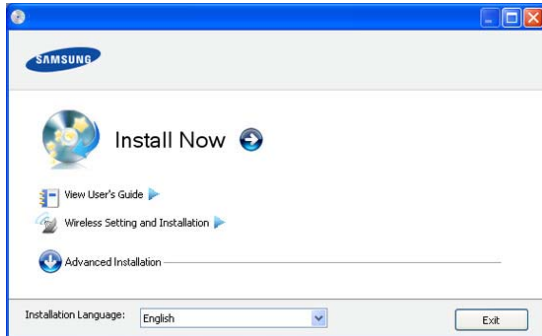 SAMSUNG
Install Now
View User's Guide
Wireless Setting and Installation
Advanced Installation
Installation Language: English Exit